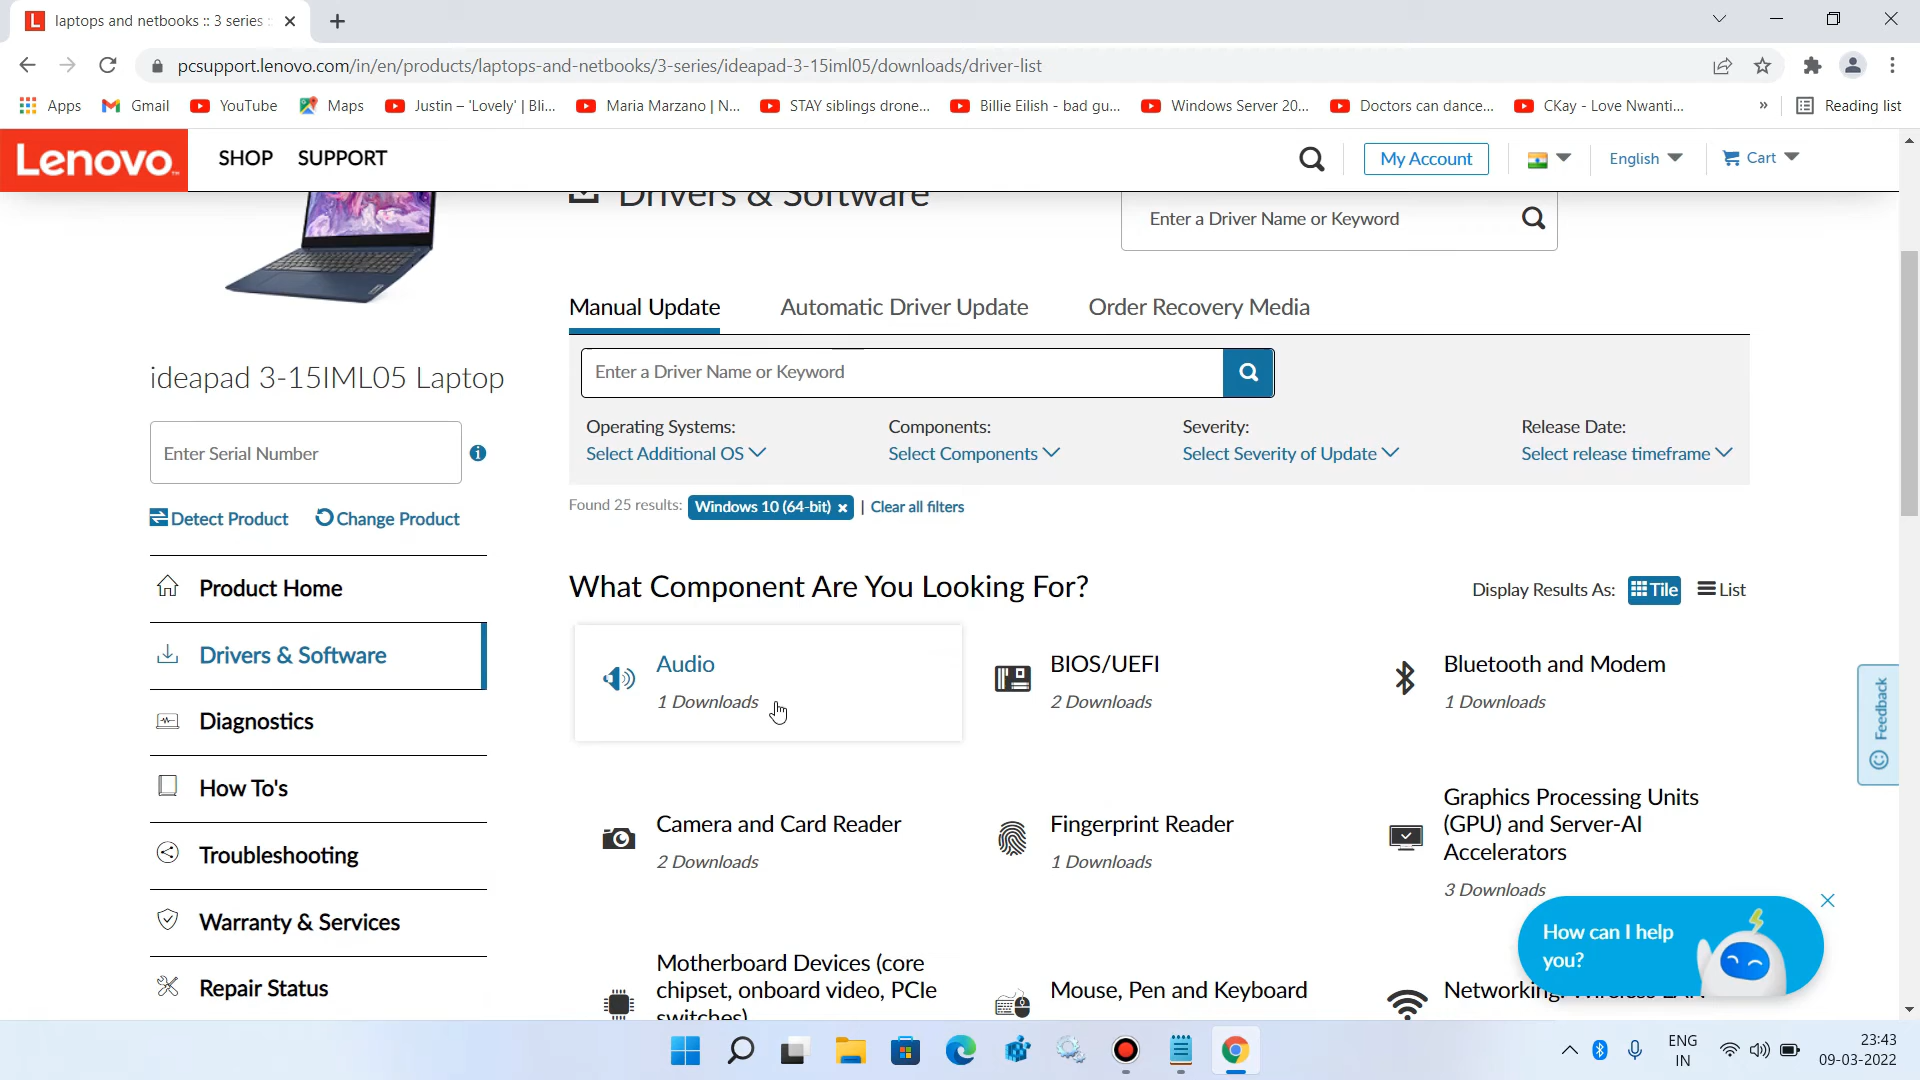 laptops and netbooks :: 3 series ::
pcsupport.lenovo.com/in/en/products/laptops-and-netbooks/3-series/ideapad-3-15iml05/downloads/driver-list
Apps
Gmail
YouTube
Maps
Justin – 'Lovely' | Bli...
Maria Marzano | N...
STAY siblings drone...
Billie Eilish - bad gu...
Windows Server 20...
Doctors can dance...
CKay - Love Nwanti...
»
Reading list
Lenovo
SHOP
SUPPORT
My Account
English
Cart
Drivers & Software
Enter a Driver Name or Keyword
Manual Update
Automatic Driver Update
Order Recovery Media
ideapad 3-15IML05 Laptop
Enter a Driver Name or Keyword
Operating Systems:
Components:
Severity:
Release Date:
Enter Serial Number
Select Additional OS
Select Components
Select Severity of Update
Select release timeframe
Found 25 results:
Windows 10 (64-bit) ×
| Clear all filters
Detect Product
Change Product
What Component Are You Looking For?
Display Results As:
Tile
List
Product Home
Drivers & Software
Diagnostics
How To's
Troubleshooting
Warranty & Services
Repair Status
Audio
1 Downloads
BIOS/UEFI
2 Downloads
Bluetooth and Modem
1 Downloads
Feedback
Camera and Card Reader
2 Downloads
Fingerprint Reader
1 Downloads
Graphics Processing Units
(GPU) and Server-AI
Accelerators
3 Downloads
How can I help
you?
Motherboard Devices (core
chipset, onboard video, PCIe
switches)
Mouse, Pen and Keyboard
Networking:
ENG
IN
23:43
09-03-2022